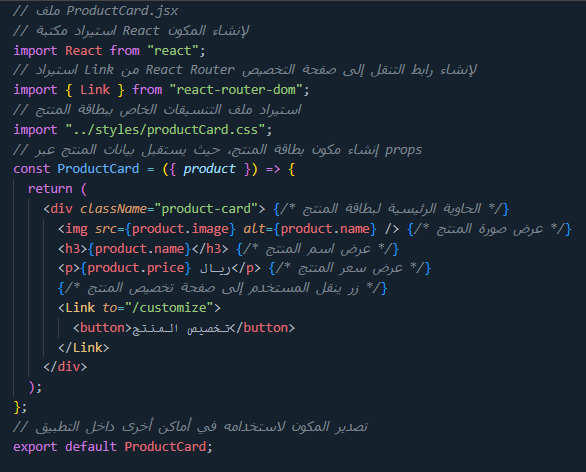 // ملف ProductCard.jsx
// استيراد مكتبة React لإنشاء المكون
import React from "react";
// استيراد Link من React Router لإنشاء رابط التنقل إلى صفحة التخصيص
import { Link } from "react-router-dom";
// استيراد ملف التنسيقات الخاص ببطاقة المنتج
import "../styles/productCard.css";
// إنشاء مكون بطاقة المنتج، حيث يستقبل بيانات المنتج عبر props
const ProductCard = ({ product }) => {
  return (
    <div className="product-card"> {/* الحاوية الرئيسية لبطاقة المنتج */}
      <img src={product.image} alt={product.name} /> {/* عرض صورة المنتج */}
      <h3>{product.name}</h3> {/* عرض اسم المنتج */}
      <p>{product.price} ريال</p> {/* عرض سعر المنتج */}
      {/* زر ينقل المستخدم إلى صفحة تخصيص المنتج */}
      <Link to="/customize">
        <button>تخصيص المنتج</button>
      </Link>
    </div>
  );
};
// تصدير المكون لاستخدامه في أماكن أخرى داخل التطبيق
export default ProductCard;